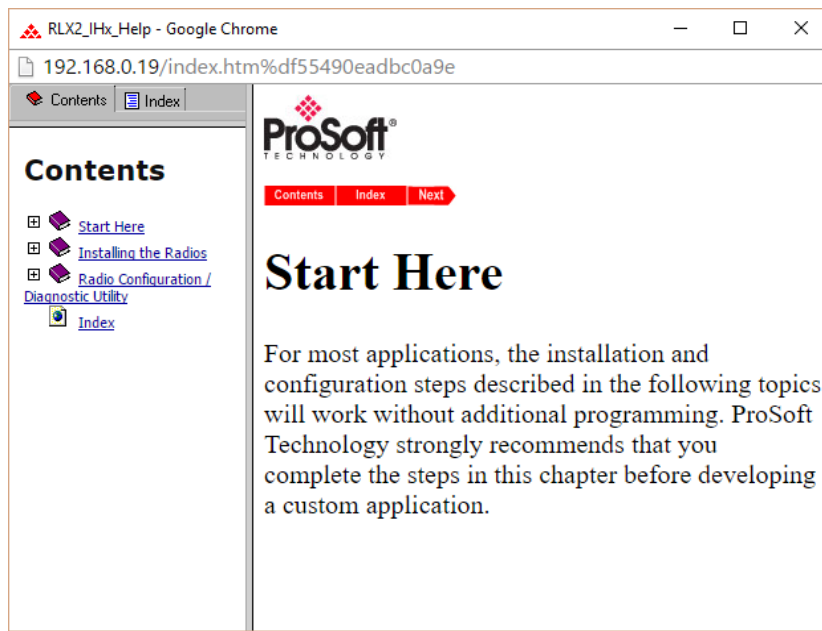 RLX2_IHx_Help - Google Chrome
192.168.0.19/index.htm%df55490eadbc0a9e
Contents Index
Contents
Start Here
Installing the Radios
Radio Configuration /
Diagnostic Utility
Index
ProSoft®
TECHNOLOGY
Contents Index Next
Start Here
For most applications, the installation and
configuration steps described in the following topics
will work without additional programming. ProSoft
Technology strongly recommends that you
complete the steps in this chapter before developing
a custom application.